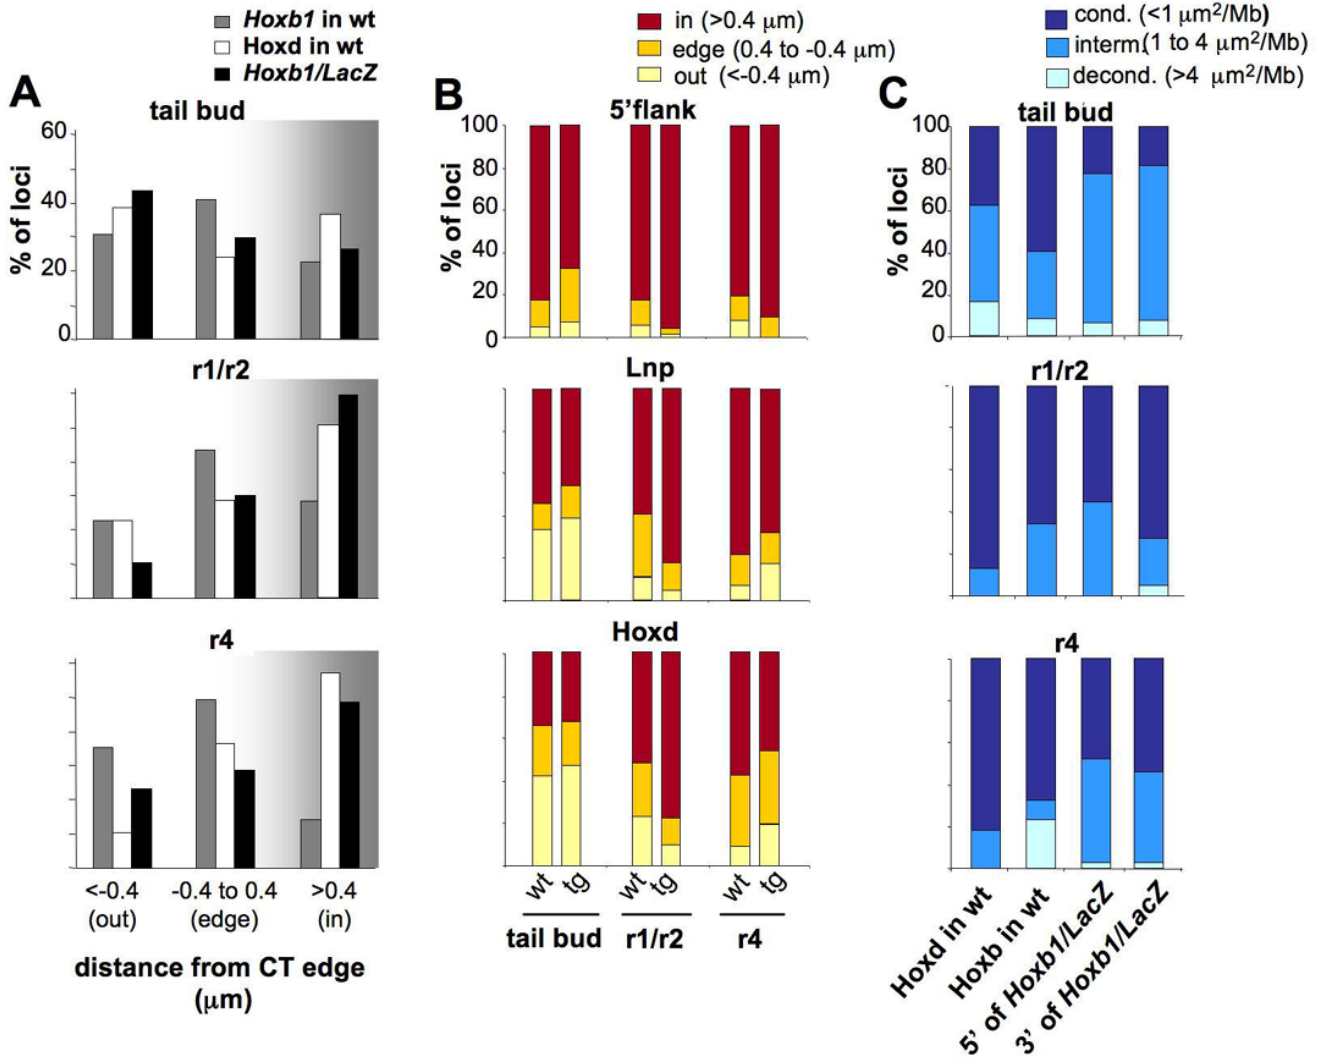 Hoxb1 in wt
Hoxd in wt
Hoxb1/LacZ
A
tail bud
60
40
20
0
% of loci
r1/r2
r4
<-0.4
(out)
-0.4 to 0.4
(edge)
>0.4
(in)
distance from CT edge
(μm)
in (>0.4 μm)
edge (0.4 to -0.4 μm)
out (<-0.4 μm)
B
5'flank
100
80
60
40
20
0
% of loci
Lnp
Hoxd
wt
tg
wt
tg
wt
tg
tail bud
r1/r2
r4
cond. (<1 μm²/Mb)
interm.(1 to 4 μm²/Mb)
decond. (>4 μm²/Mb)
C
tail bud
100
80
60
40
20
0
% of loci
r1/r2
r4
Hoxd in wt
Hoxb in wt
5' of Hoxb1/LacZ
3' of Hoxb1/LacZ